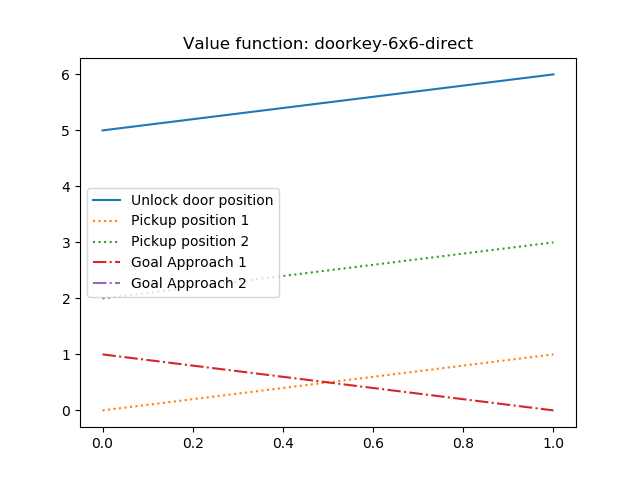 Value function: doorkey-6x6-direct
6
5
4
3
2
1
0
Unlock door position
Pickup position 1
Pickup position 2
Goal Approach 1
Goal Approach 2
0.0 0.2 0.4 0.6 0.8 1.0